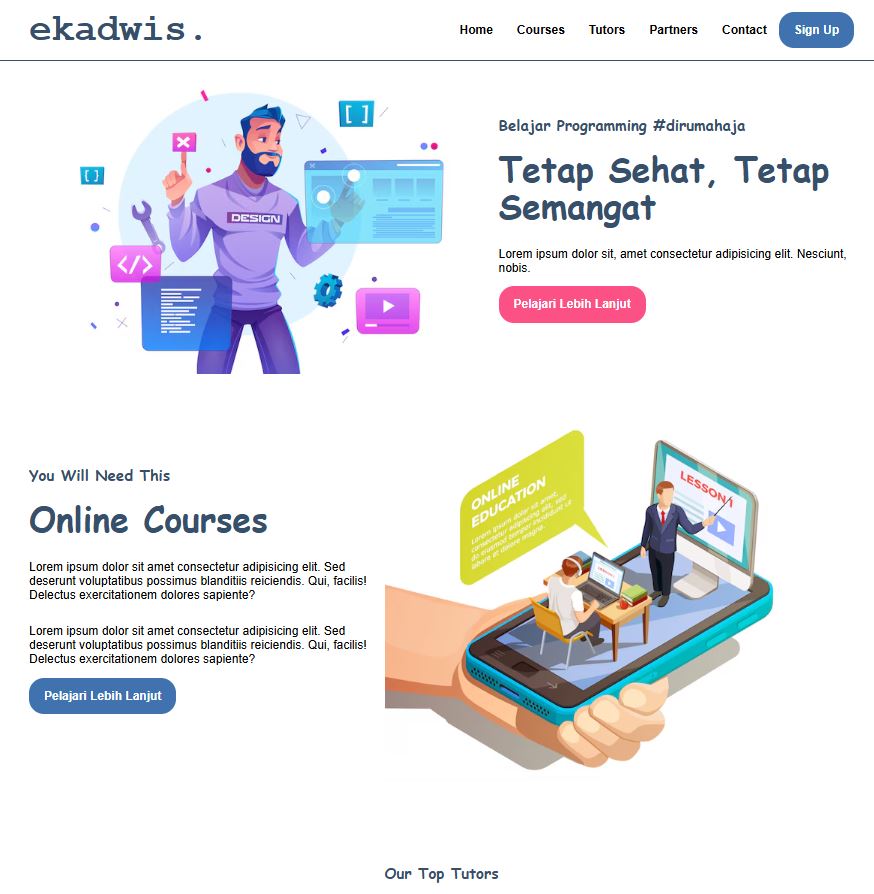 ekadwis.
Home Courses Tutors Partners Contact Sign Up
[ ]
[ ]
DESIGN
</>
Belajar Programming #dirumahaja
Tetap Sehat, Tetap
Semangat
Lorem ipsum dolor sit, amet consectetur adipisicing elit. Nesciunt,
nobis.
Pelajari Lebih Lanjut
You Will Need This
Online Courses
Lorem ipsum dolor sit amet consectetur adipisicing elit. Sed
deserunt voluptatibus possimus blanditiis reiciendis. Qui, facilis!
Delectus exercitationem dolores sapiente?
Lorem ipsum dolor sit amet consectetur adipisicing elit. Sed
deserunt voluptatibus possimus blanditiis reiciendis. Qui, facilis!
Delectus exercitationem dolores sapiente?
Pelajari Lebih Lanjut
ONLINE
EDUCATION
Lorem ipsum dolor sit amet,
consectetur adipiscing elit, sed
do eiusmod tempor incididunt ut
labore et dolore magna.
LESSON 1
Our Top Tutors